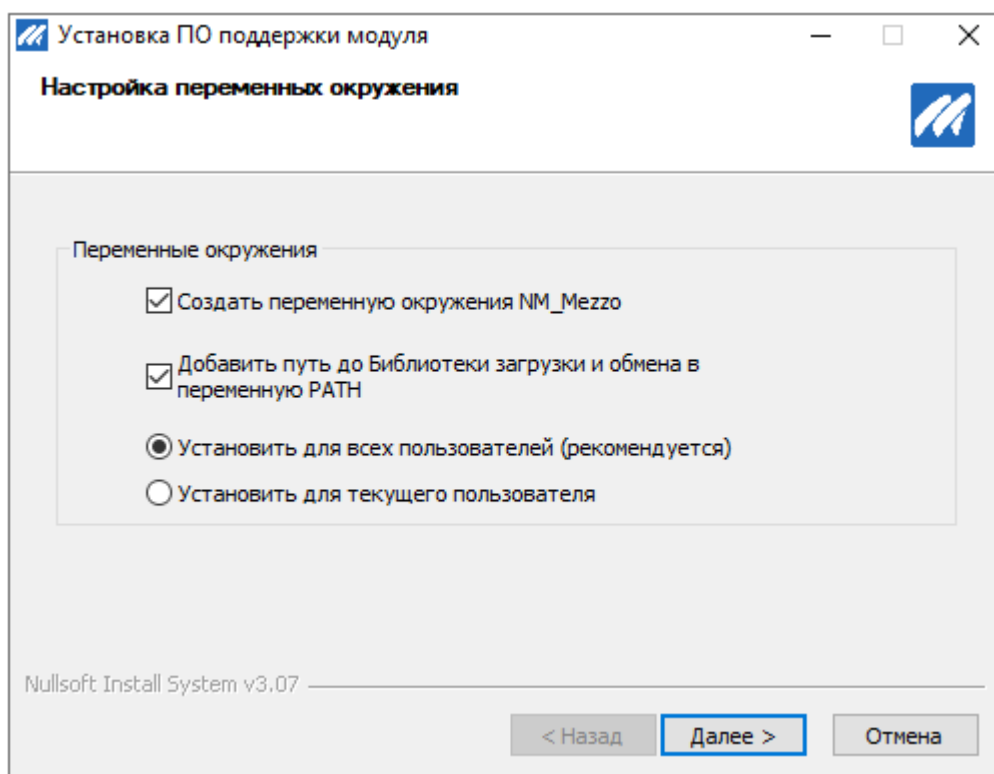 Установка ПО поддержки модуля
Настройка переменных окружения
Переменные окружения
Создать переменную окружения NM_Mezzo
Добавить путь до Библиотеки загрузки и обмена в
переменную PATH
Установить для всех пользователей (рекомендуется)
Установить для текущего пользователя
Nullsoft Install System v3.07
< Назад
Далее >
Отмена